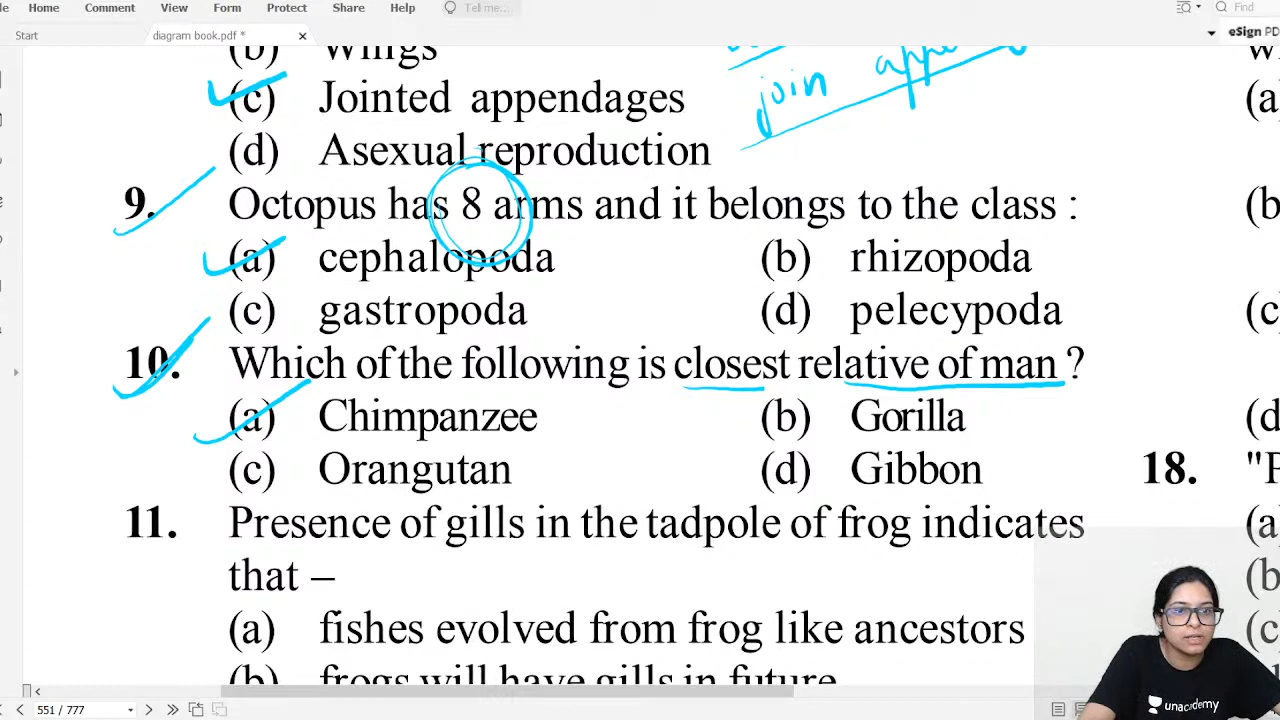 Home Comment View Form Protect Share Help Tell me... Find
Start diagram book.pdf * eSign PD
(b) Wings
join
(c) Jointed appendages (a
(d) Asexual reproduction
9. Octopus has 8 arms and it belongs to the class : (b
(a) cephalopoda (b) rhizopoda
(c) gastropoda (d) pelecypoda (c
10. Which of the following is closest relative of man ?
(a) Chimpanzee (b) Gorilla (d
(c) Orangutan (d) Gibbon 18. "P
11. Presence of gills in the tadpole of frog indicates (a
that – (b
(a) fishes evolved from frog like ancestors (c
(b) frogs will have gills in future
unacademy
551 / 777